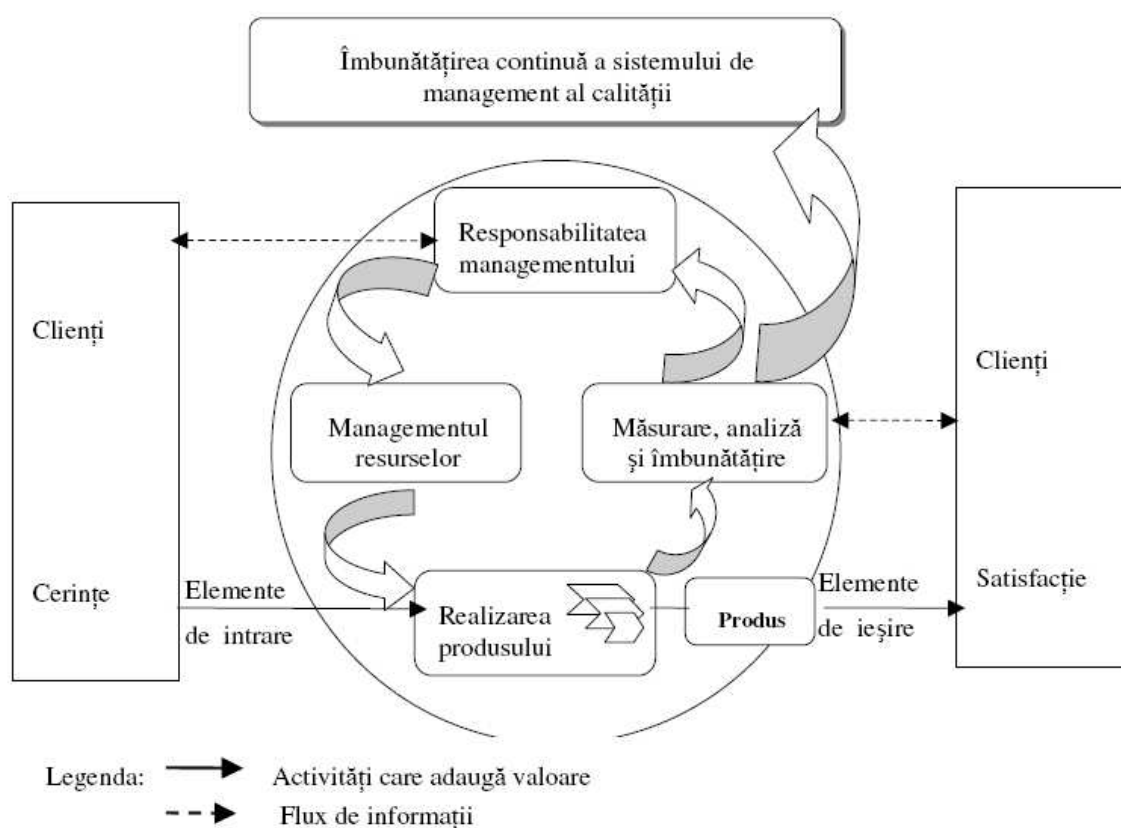 Îmbunătățirea continuă a sistemului de
management al calității
Responsabilitatea
managementului
Clienți
Clienți
Managementul
resurselor
Măsurare, analiză
și îmbunătățire
Cerințe
Elemente
de intrare
Realizarea
produsului
Produs
Elemente
de ieșire
Satisfacție
Legenda:
Activități care adaugă valoare
Flux de informații